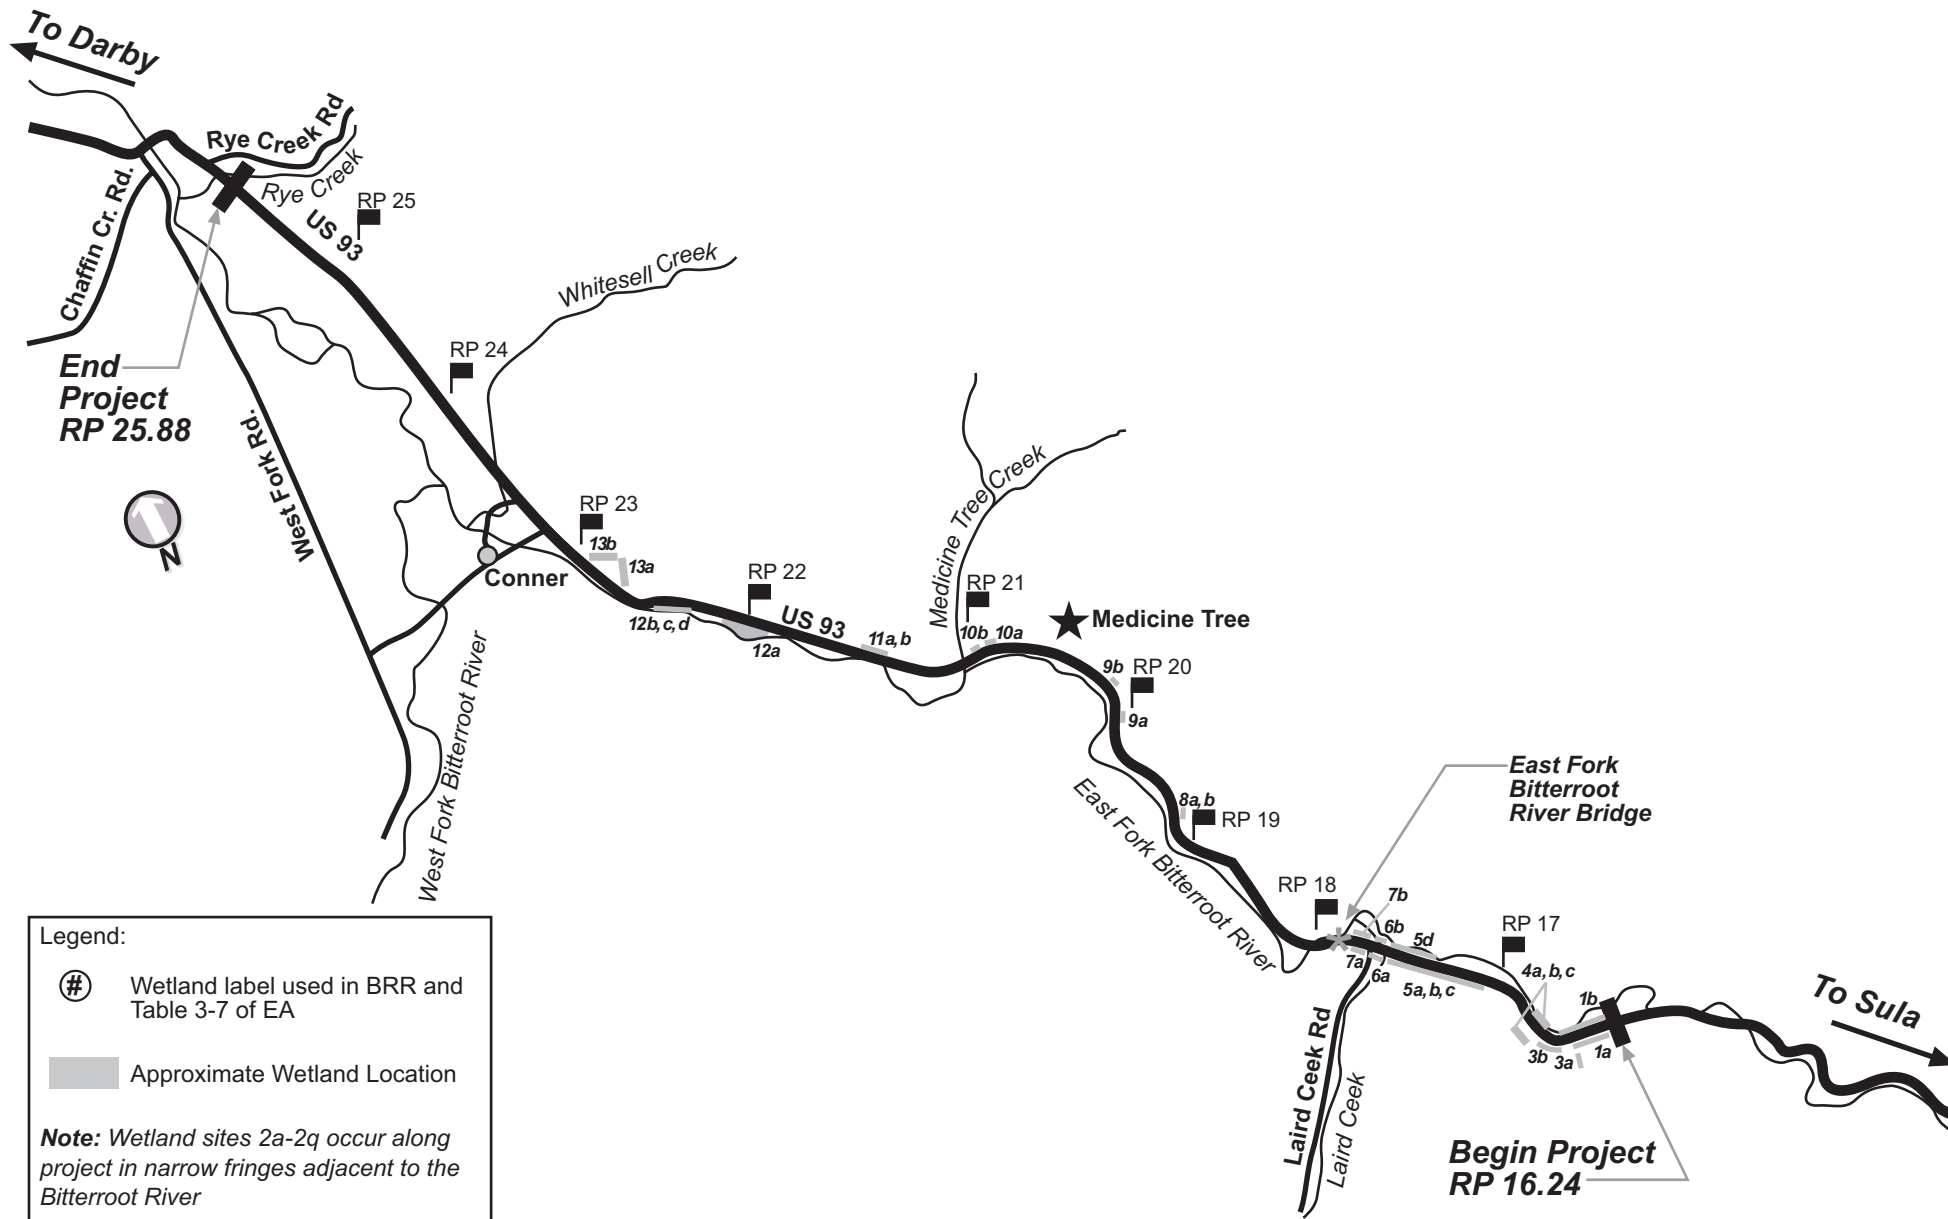 To Darby
Rye Creek Rd
Rye Creek
RP 25
US 93
Chaffin Cr. Rd.
Whitesell Creek
End
Project
RP 25.88
RP 24
West Fork Rd.
N
RP 23
13b
13a
Conner
RP 22
12b, c, d
12a
US 93
11a, b
Medicine Tree Creek
RP 21
10b
10a
Medicine Tree
9b
RP 20
9a
West Fork Bitterroot River
East Fork Bitterroot River
8a, b
RP 19
East Fork
Bitterroot
River Bridge
RP 18
7b
6b
5d
7a
6a
5a, b, c
RP 17
4a, b, c
1b
3b
3a
1a
To Sula
Laird Ceek Rd
Laird Ceek
Begin Project
RP 16.24
Legend:
#
Wetland label used in BRR and
Table 3-7 of EA
Approximate Wetland Location
Note: Wetland sites 2a-2q occur along
project in narrow fringes adjacent to the
Bitterroot River